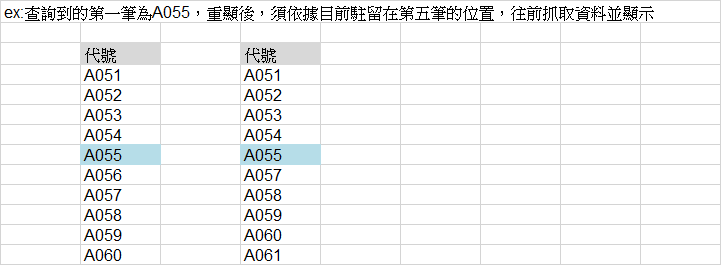 ex:查詢到的第一筆為A055，重顯後，須依據目前駐留在第五筆的位置，往前抓取資料並顯示
代號 代號
A051 A051
A052 A052
A053 A053
A054 A054
A055 A055
A056 A057
A057 A058
A058 A059
A059 A060
A060 A061